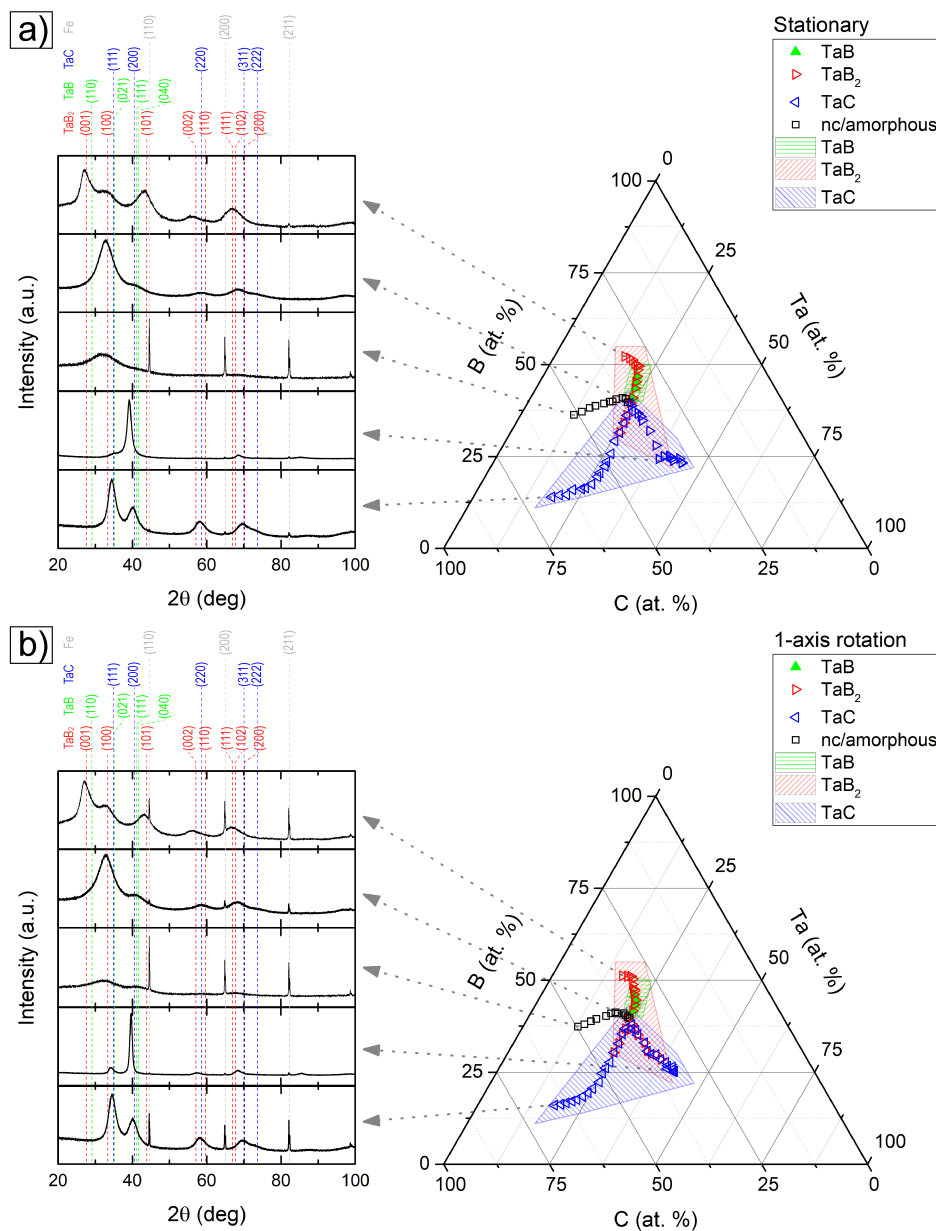 a)
Fe (110) (200) (211)
TaC (111) (200) (220) (311) (222)
TaB (110) (021) (111) (040)
TaB₂ (001) (100) (101) (002) (110) (111) (102) (200)
Intensity (a.u.)
20 40 60 80 100
2θ (deg)
Stationary
TaB
TaB₂
TaC
nc/amorphous
TaB
TaB₂
TaC
B (at. %)
100
75
50
25
0
Ta (at. %)
0
25
50
75
100
100 75 50 25 0
C (at. %)
b)
Fe (110) (200) (211)
TaC (111) (200) (220) (311) (222)
TaB (110) (021) (111) (040)
TaB₂ (001) (100) (101) (002) (110) (111) (102) (200)
Intensity (a.u.)
20 40 60 80 100
2θ (deg)
1-axis rotation
TaB
TaB₂
TaC
nc/amorphous
TaB
TaB₂
TaC
B (at. %)
100
75
50
25
0
Ta (at. %)
0
25
50
75
100
100 75 50 25 0
C (at. %)